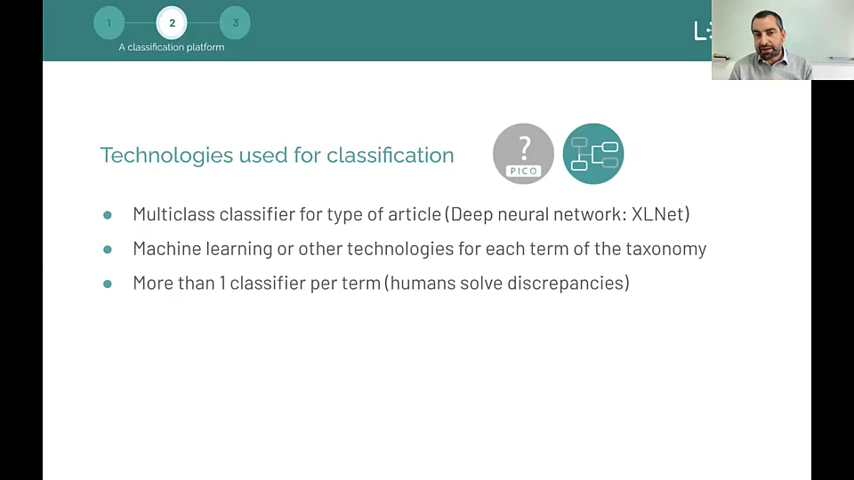 1
2
3
A classification platform
Technologies used for classification
?
PICO
Multiclass classifier for type of article (Deep neural network: XLNet)
Machine learning or other technologies for each term of the taxonomy
More than 1 classifier per term (humans solve discrepancies)